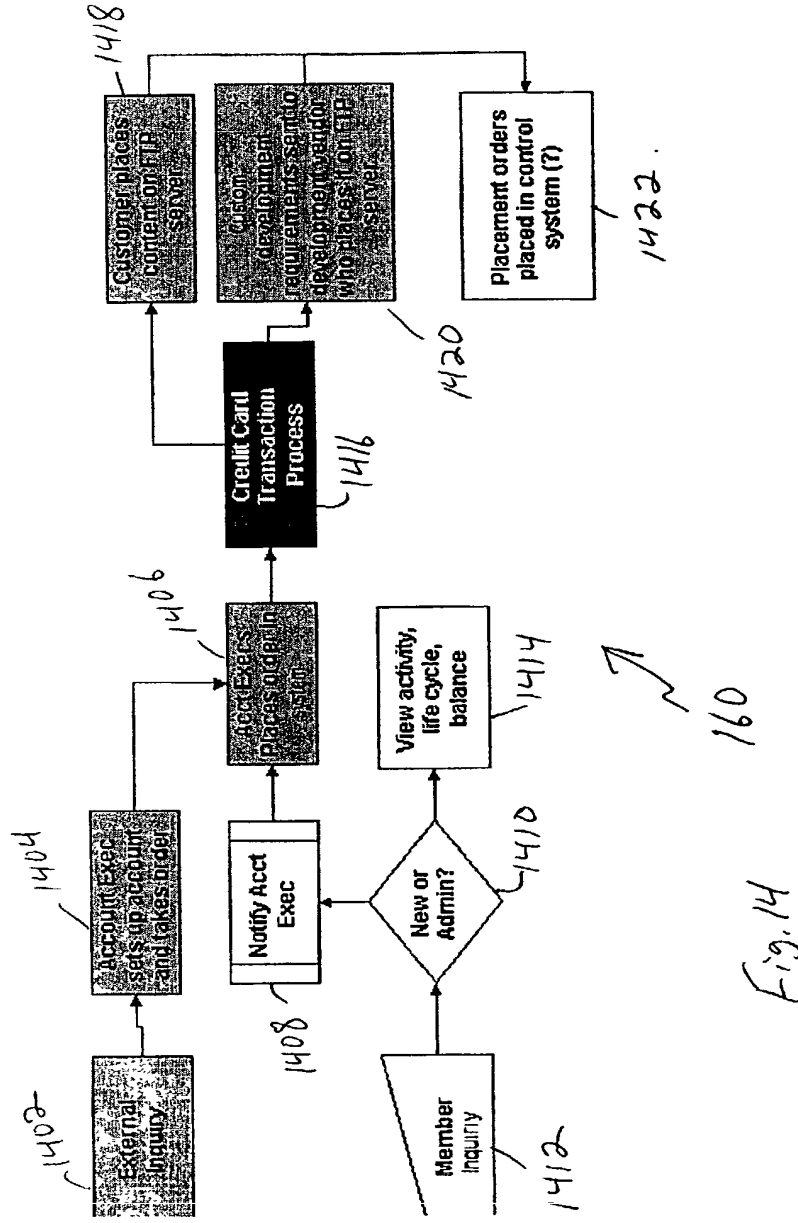 1402
External
Inquiry
1404
Account Exec
sets up account
and takes order
1406
Acct Execs
Places order in
system
1408
Notify Acct
Exec
1412
Member
Inquiry
New or
Admin?
1410
View activity,
life cycle,
balance
1414
Credit Card
Transaction
Process
1416
1418
Customer places
content on FTP
server
Custom
development
requirements sent to
development vendor
who places it on FTP
server.
1420
Placement orders
placed in control
system (?)
1422.
160
Fig. 14